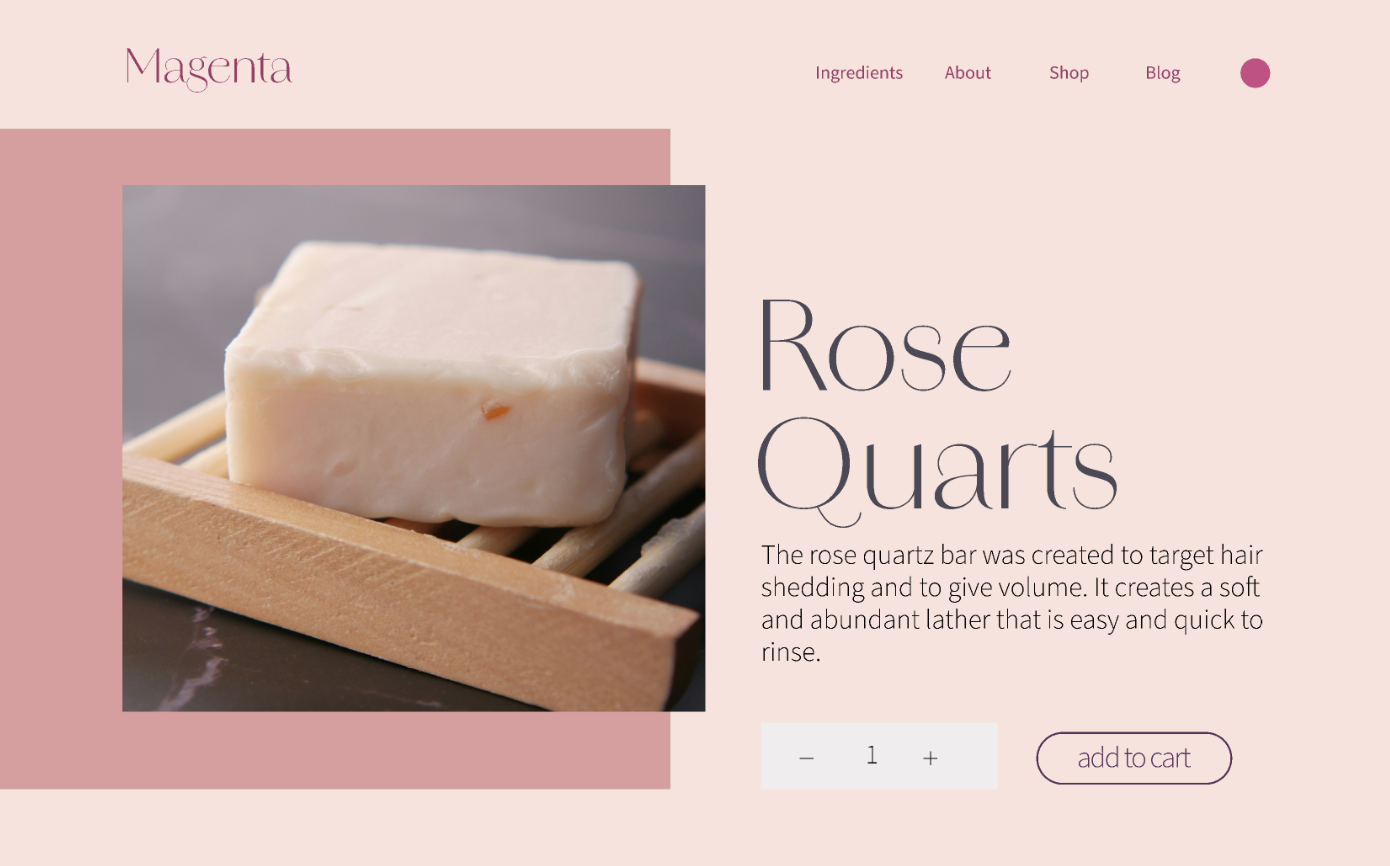 Magenta
Ingredients About Shop Blog
Rose
Quarts
The rose quartz bar was created to target hair
shedding and to give volume. It creates a soft
and abundant lather that is easy and quick to
rinse.
− 1 + add to cart